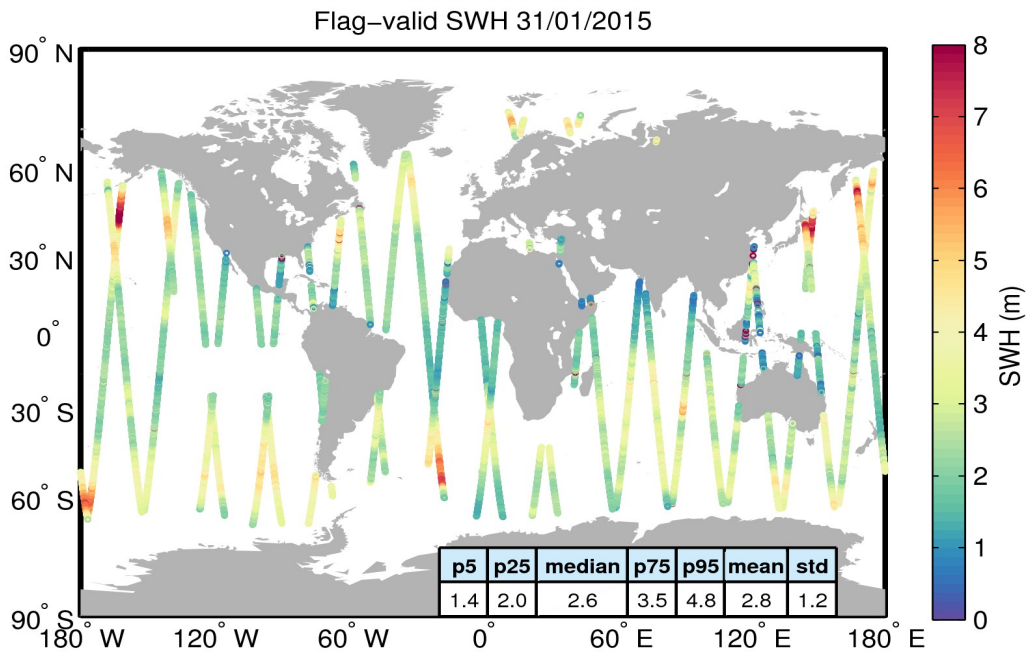 Flag−valid SWH 31/01/2015
90° N
60° N
30° N
0°
30° S
60° S
90° S
180° W
120° W
60° W
0°
60° E
120° E
180° E
p5 p25 median p75 p95 mean std
1.4 2.0 2.6 3.5 4.8 2.8 1.2
8
7
6
5
4
3
2
1
0
SWH (m)